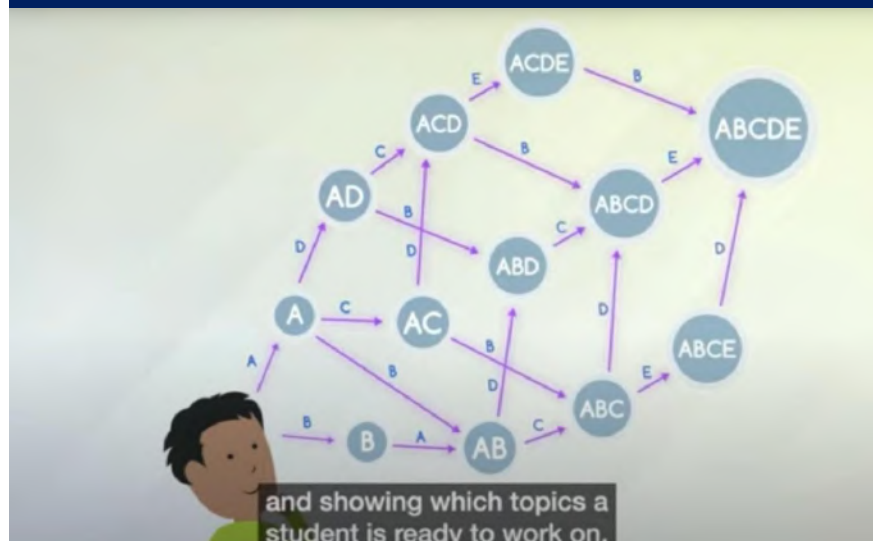 ACDE
E
B
ACD
ABCDE
C
B
E
AD
ABCD
B
C
D
D
ABD
D
A
C
AC
D
B
ABCE
A
B
D
E
ABC
B
C
B
A
AB
and showing which topics a
student is ready to work on.